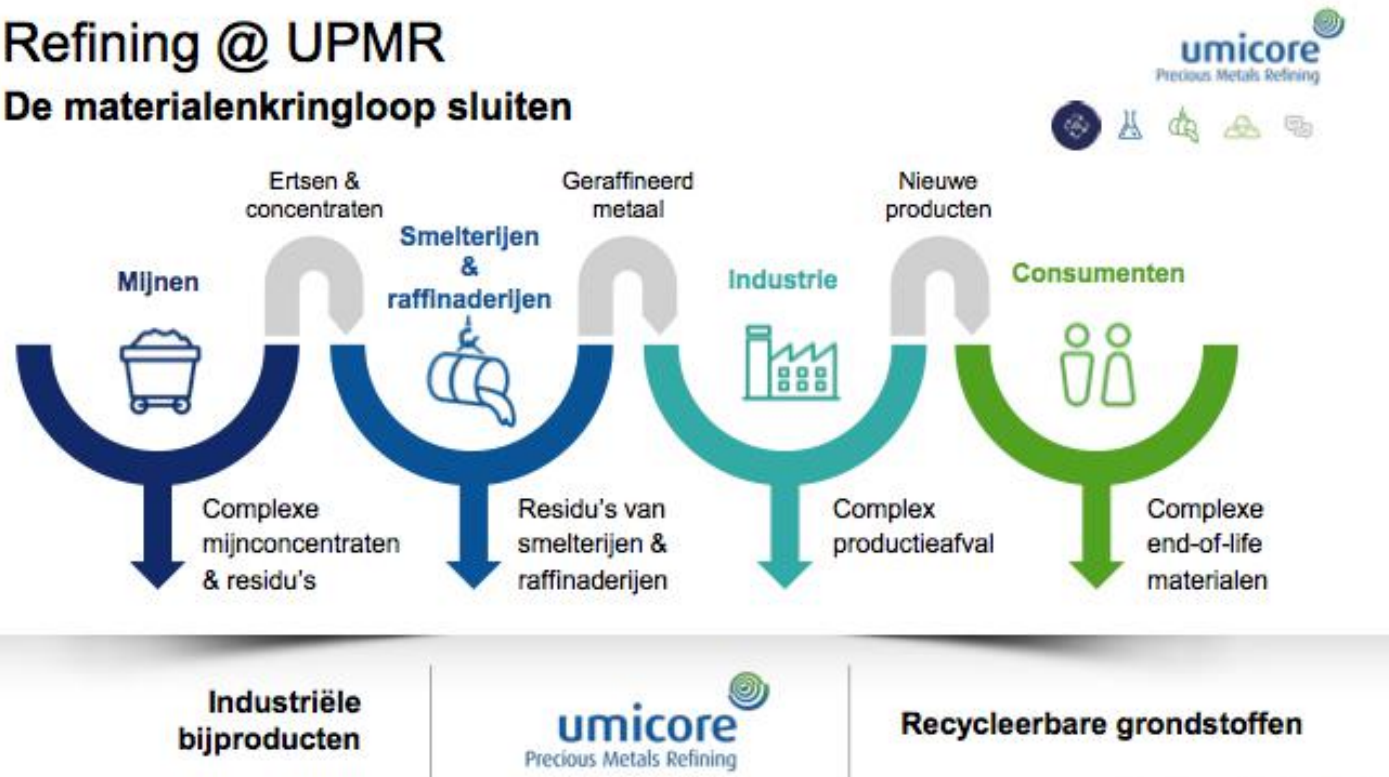 Refining @ UPMR
De materialenkringloop sluiten
umicore
Precious Metals Refining
Ertsen &
concentraten
Geraffineerd
metaal
Nieuwe
producten
Mijnen
Smelterijen
&
raffinaderijen
Industrie
Consumenten
Complexe
mijnconcentraten
& residu's
Residu's van
smelterijen &
raffinaderijen
Complex
productieafval
Complexe
end-of-life
materialen
Industriële
bijproducten
umicore
Precious Metals Refining
Recycleerbare grondstoffen